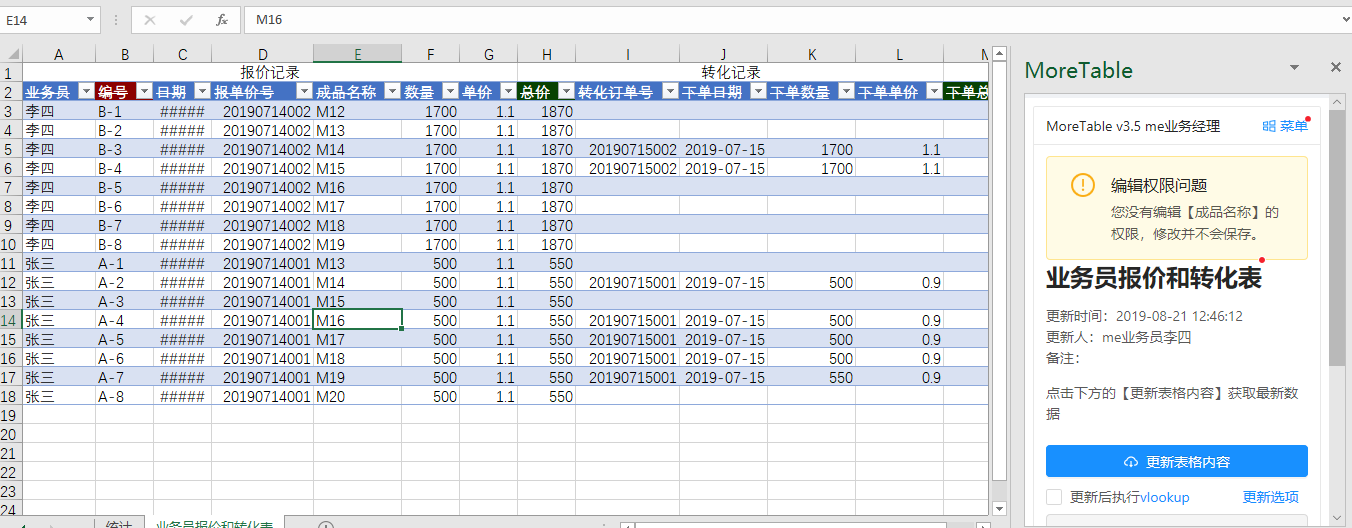 E14 fx M16
A B C D E F G H I J K L M
MoreTable
1 报价记录 转化记录
2 业务员 编号 日期 报单价号 成品名称 数量 单价 总价 转化订单号 下单日期 下单数量 下单单价 下单总
3 李四 B-1 ##### 20190714002 M12 1700 1.1 1870
4 李四 B-2 ##### 20190714002 M13 1700 1.1 1870
5 李四 B-3 ##### 20190714002 M14 1700 1.1 1870 20190715002 2019-07-15 1700 1.1
6 李四 B-4 ##### 20190714002 M15 1700 1.1 1870 20190715002 2019-07-15 1700 1.1
7 李四 B-5 ##### 20190714002 M16 1700 1.1 1870
8 李四 B-6 ##### 20190714002 M17 1700 1.1 1870
9 李四 B-7 ##### 20190714002 M18 1700 1.1 1870
10 李四 B-8 ##### 20190714002 M19 1700 1.1 1870
11 张三 A-1 ##### 20190714001 M13 500 1.1 550
12 张三 A-2 ##### 20190714001 M14 500 1.1 550 20190715001 2019-07-15 500 0.9
13 张三 A-3 ##### 20190714001 M15 500 1.1 550
14 张三 A-4 ##### 20190714001 M16 500 1.1 550 20190715001 2019-07-15 500 0.9
15 张三 A-5 ##### 20190714001 M17 500 1.1 550 20190715001 2019-07-15 500 0.9
16 张三 A-6 ##### 20190714001 M18 500 1.1 550 20190715001 2019-07-15 500 0.9
17 张三 A-7 ##### 20190714001 M19 500 1.1 550 20190715001 2019-07-15 550 0.9
18 张三 A-8 ##### 20190714001 M20 500 1.1 550
19
20
21
22
23
24
统计 业务员报价和转化表
MoreTable v3.5 me业务经理 菜单
编辑权限问题
您没有编辑【成品名称】的
权限，修改并不会保存。
业务员报价和转化表
更新时间：2019-08-21 12:46:12
更新人：me业务员李四
备注：
点击下方的【更新表格内容】获取最新数
据
更新表格内容
更新后执行vlookup 更新选项